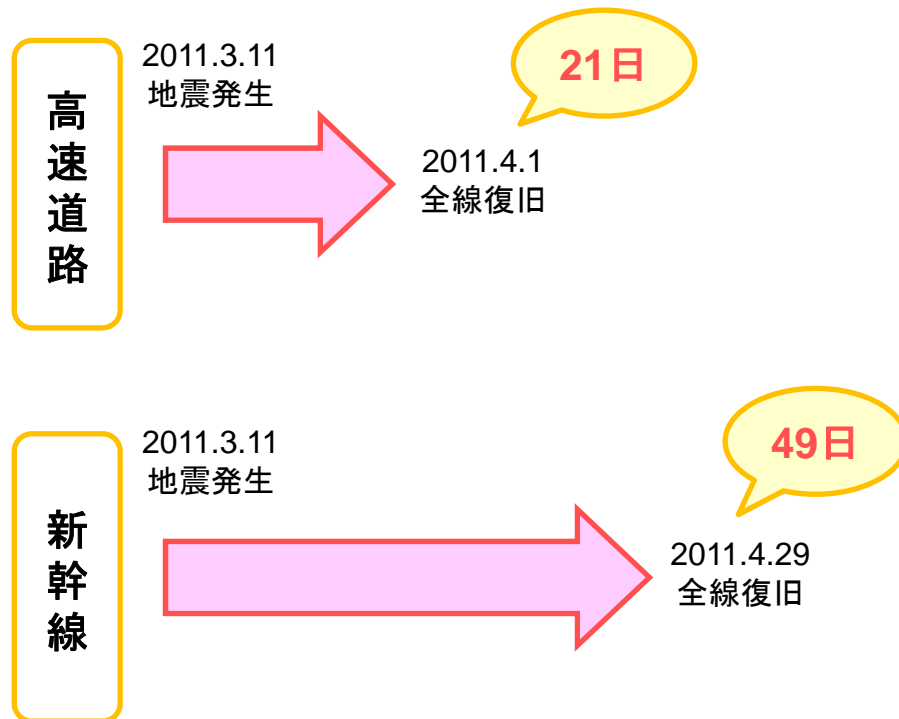 高速道路
2011.3.11
地震発生
21日
2011.4.1
全線復旧
新幹線
2011.3.11
地震発生
49日
2011.4.29
全線復旧